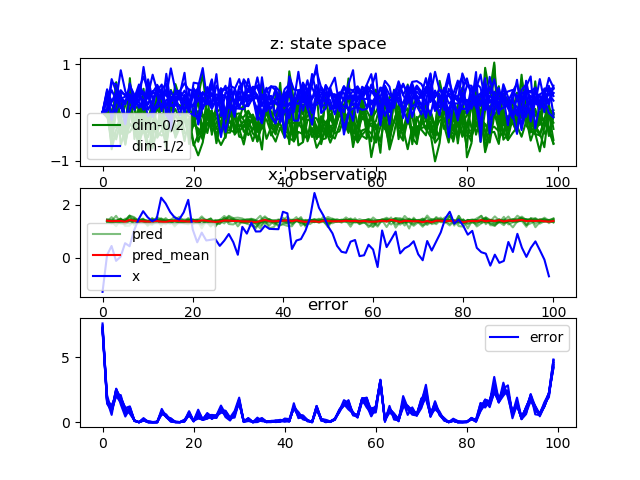 z: state space
1
0
−1
dim-0/2
dim-1/2
0
20
40
60
80
100
x: observation
2
0
pred
pred_mean
x
0
20
40
60
80
100
error
5
0
error
0
20
40
60
80
100